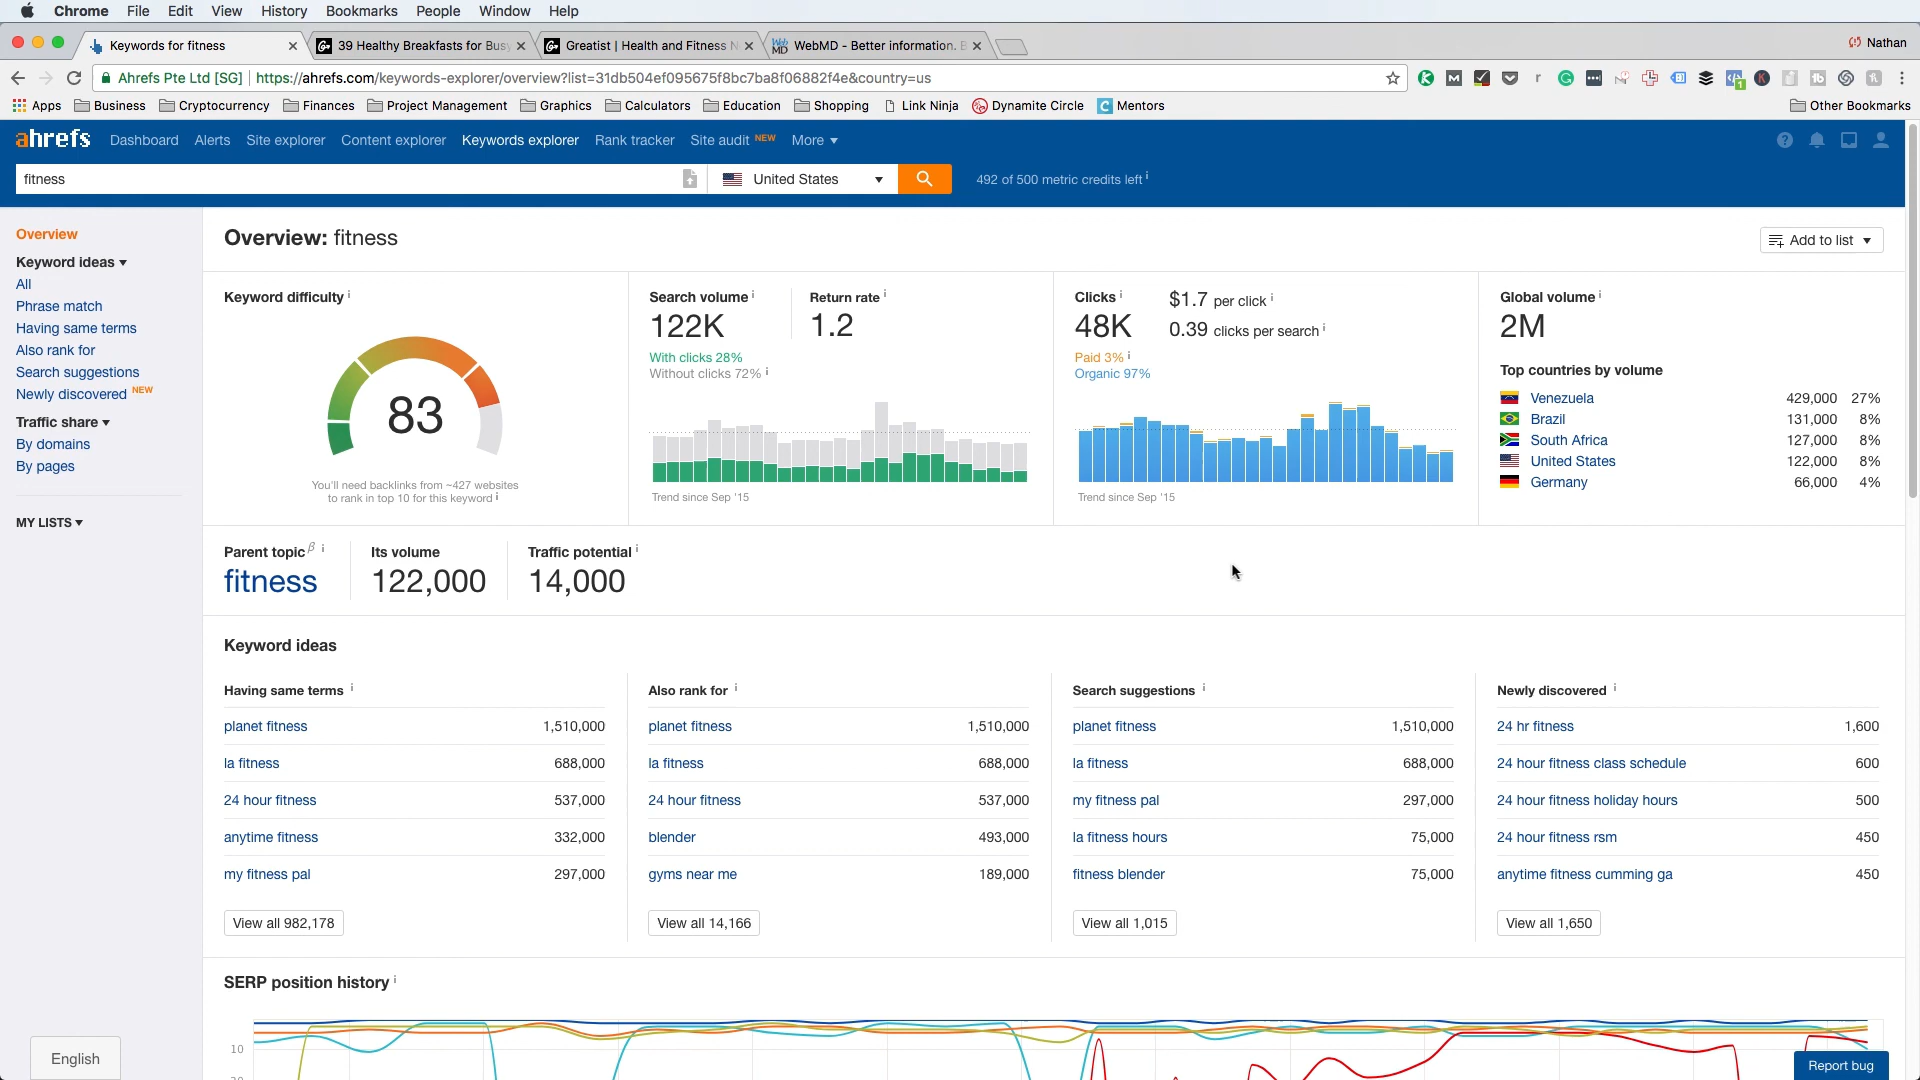 Chrome File Edit View History Bookmarks People Window Help
Keywords for fitness
39 Healthy Breakfasts for Busy
Greatist | Health and Fitness N
WebMD - Better information. B
Nathan
Ahrefs Pte Ltd [SG] https://ahrefs.com/keywords-explorer/overview?list=31db504ef095675f8bc7ba8f06882f4e&country=us
Apps Business Cryptocurrency Finances Project Management Graphics Calculators Education Shopping Link Ninja Dynamite Circle Mentors Other Bookmarks
ahrefs Dashboard Alerts Site explorer Content explorer Keywords explorer Rank tracker Site audit NEW More
fitness United States 492 of 500 metric credits left i
Overview
Keyword ideas
All
Phrase match
Having same terms
Also rank for
Search suggestions
Newly discovered NEW
Traffic share
By domains
By pages
MY LISTS
English
Overview: fitness
Add to list
Keyword difficulty i
83
You'll need backlinks from ~427 websites
to rank in top 10 for this keyword i
Search volume i
122K
With clicks 28%
Without clicks 72% i
Return rate i
1.2
Trend since Sep '15
Clicks i
48K
Paid 3% i
Organic 97%
$1.7 per click i
0.39 clicks per search i
Trend since Sep '15
Global volume i
2M
Top countries by volume
Venezuela 429,000 27%
Brazil 131,000 8%
South Africa 127,000 8%
United States 122,000 8%
Germany 66,000 4%
Parent topic β i
fitness
Its volume
122,000
Traffic potential i
14,000
Keyword ideas
Having same terms i
planet fitness 1,510,000
la fitness 688,000
24 hour fitness 537,000
anytime fitness 332,000
my fitness pal 297,000
View all 982,178
Also rank for i
planet fitness 1,510,000
la fitness 688,000
24 hour fitness 537,000
blender 493,000
gyms near me 189,000
View all 14,166
Search suggestions i
planet fitness 1,510,000
la fitness 688,000
my fitness pal 297,000
la fitness hours 75,000
fitness blender 75,000
View all 1,015
Newly discovered i
24 hr fitness 1,600
24 hour fitness class schedule 600
24 hour fitness holiday hours 500
24 hour fitness rsm 450
anytime fitness cumming ga 450
View all 1,650
SERP position history i
10
Report bug